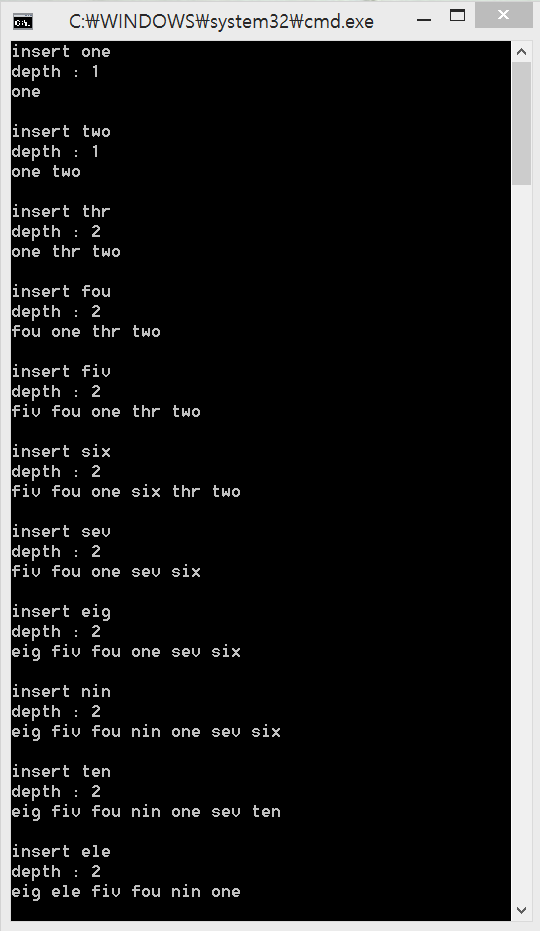 C:\WINDOWS\system32\cmd.exe
insert one
depth : 1
one
insert two
depth : 1
one two
insert thr
depth : 2
one thr two
insert fou
depth : 2
fou one thr two
insert fiv
depth : 2
fiv fou one thr two
insert six
depth : 2
fiv fou one six thr two
insert sev
depth : 2
fiv fou one sev six
insert eig
depth : 2
eig fiv fou one sev six
insert nin
depth : 2
eig fiv fou nin one sev six
insert ten
depth : 2
eig fiv fou nin one sev ten
insert ele
depth : 2
eig ele fiv fou nin one